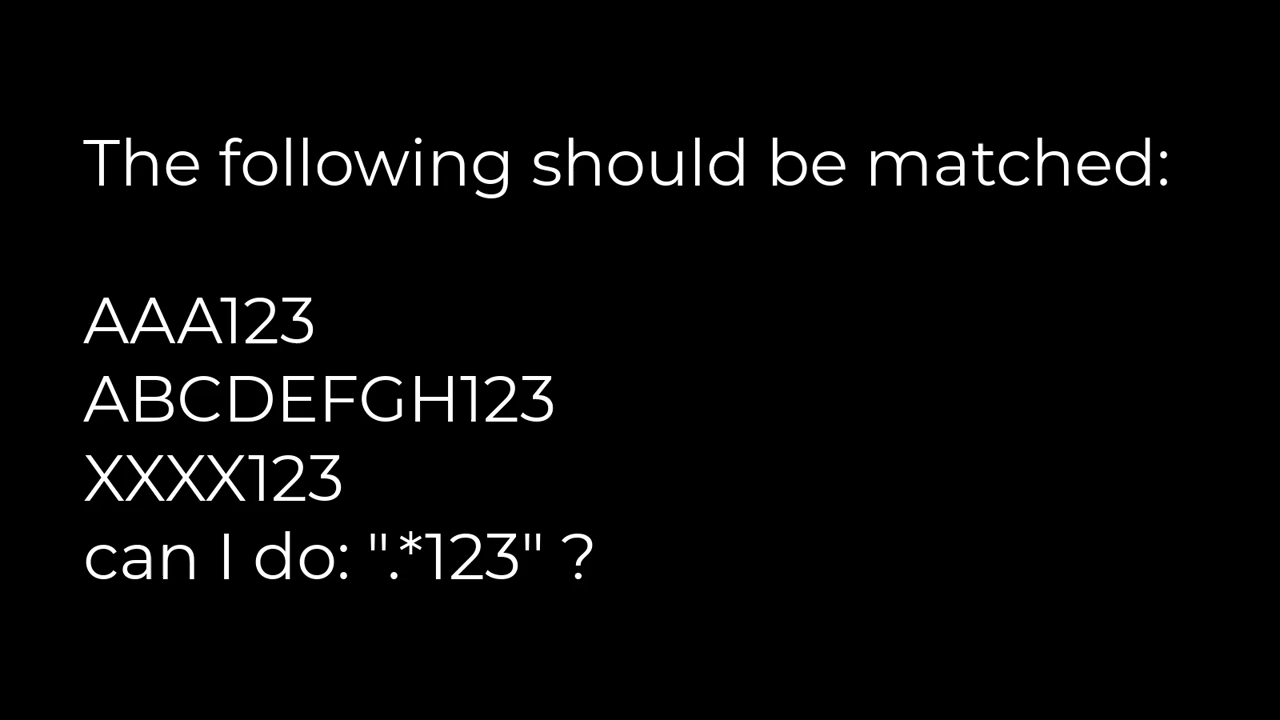 The following should be matched:
AAA123
ABCDEFGH123
XXXX123
can I do: ".*123" ?